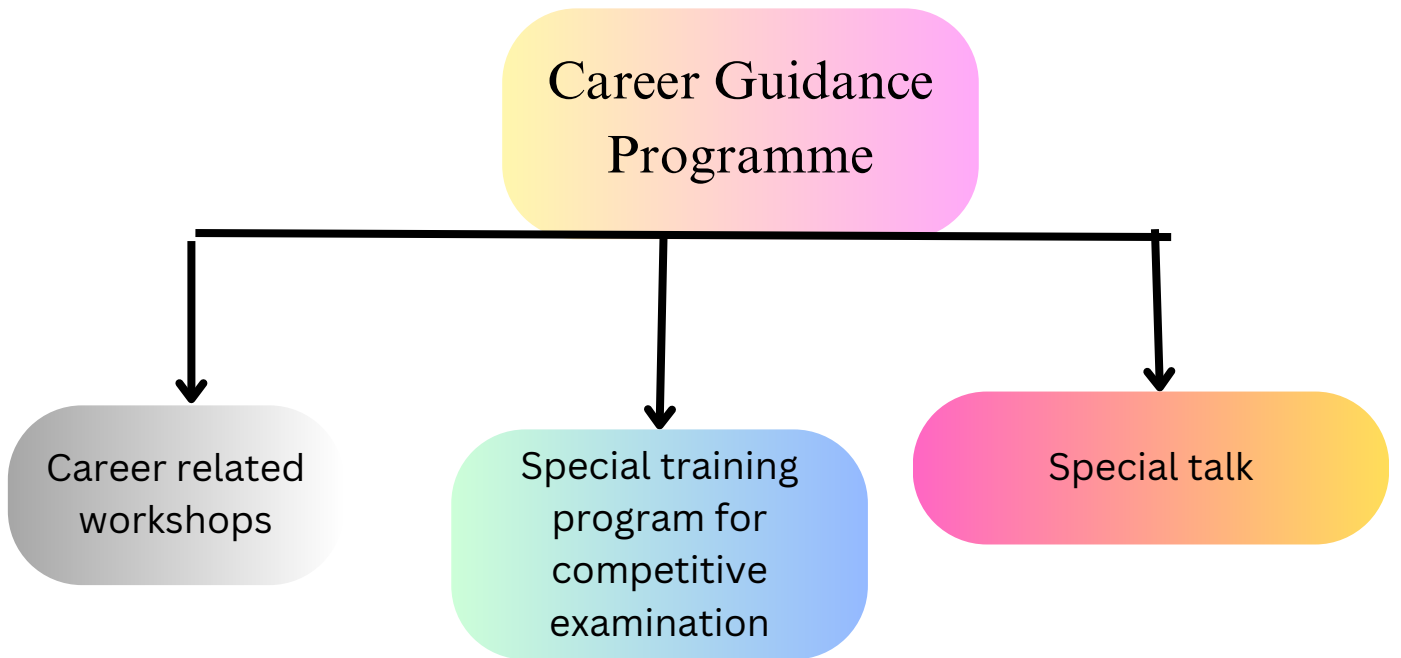 Career Guidance
Programme
Career related
workshops
Special training
program for
competitive
examination
Special talk